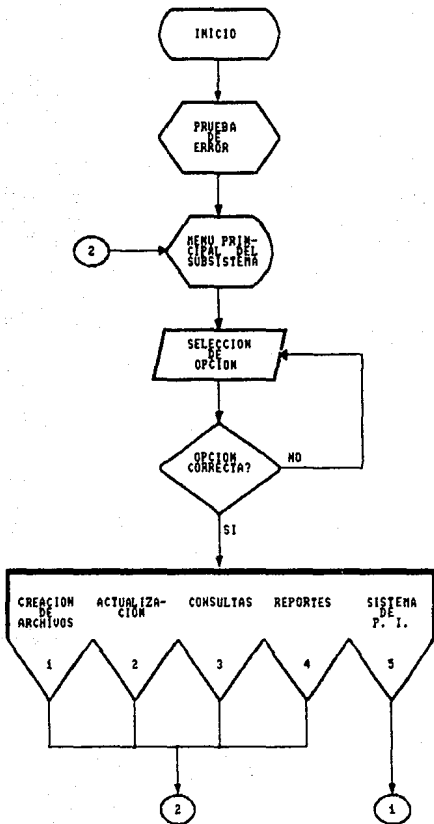 INICIO
PRUEBA
DE
ERROR
2
MENU PRIN-
CIPAL DEL
SUBSISTEMA
SELECCION
DE
OPCION
OPCION
CORRECTA?
NO
SI
CREACION
DE
ARCHIVOS
1
ACTUALIZA-
CIÓN
2
CONSULTAS
3
REPORTES
4
SISTEMA
DE
P. I.
5
2
1